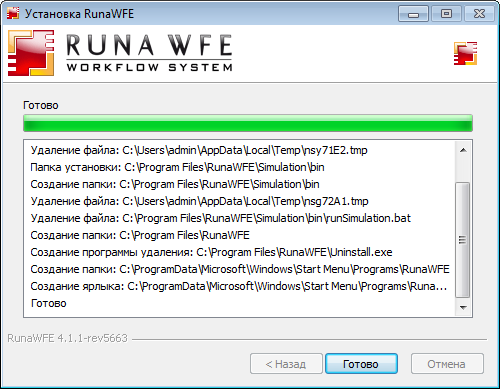 Установка RunaWFE
RUNA WFE
WORKFLOW SYSTEM
Готово
Удаление файла: C:\Users\admin\AppData\Local\Temp\nsy71E2.tmp
Папка установки: C:\Program Files\RunaWFE\Simulation\bin
Создание папки: C:\Program Files\RunaWFE\Simulation\bin
Удаление файла: C:\Users\admin\AppData\Local\Temp\nsg72A1.tmp
Удаление файла: C:\Program Files\RunaWFE\Simulation\bin\runSimulation.bat
Создание папки: C:\Program Files\RunaWFE
Создание программы удаления: C:\Program Files\RunaWFE\Uninstall.exe
Создание папки: C:\ProgramData\Microsoft\Windows\Start Menu\Programs\RunaWFE
Создание ярлыка: C:\ProgramData\Microsoft\Windows\Start Menu\Programs\Runa...
Готово
RunaWFE 4.1.1-rev5663
< Назад Готово Отмена